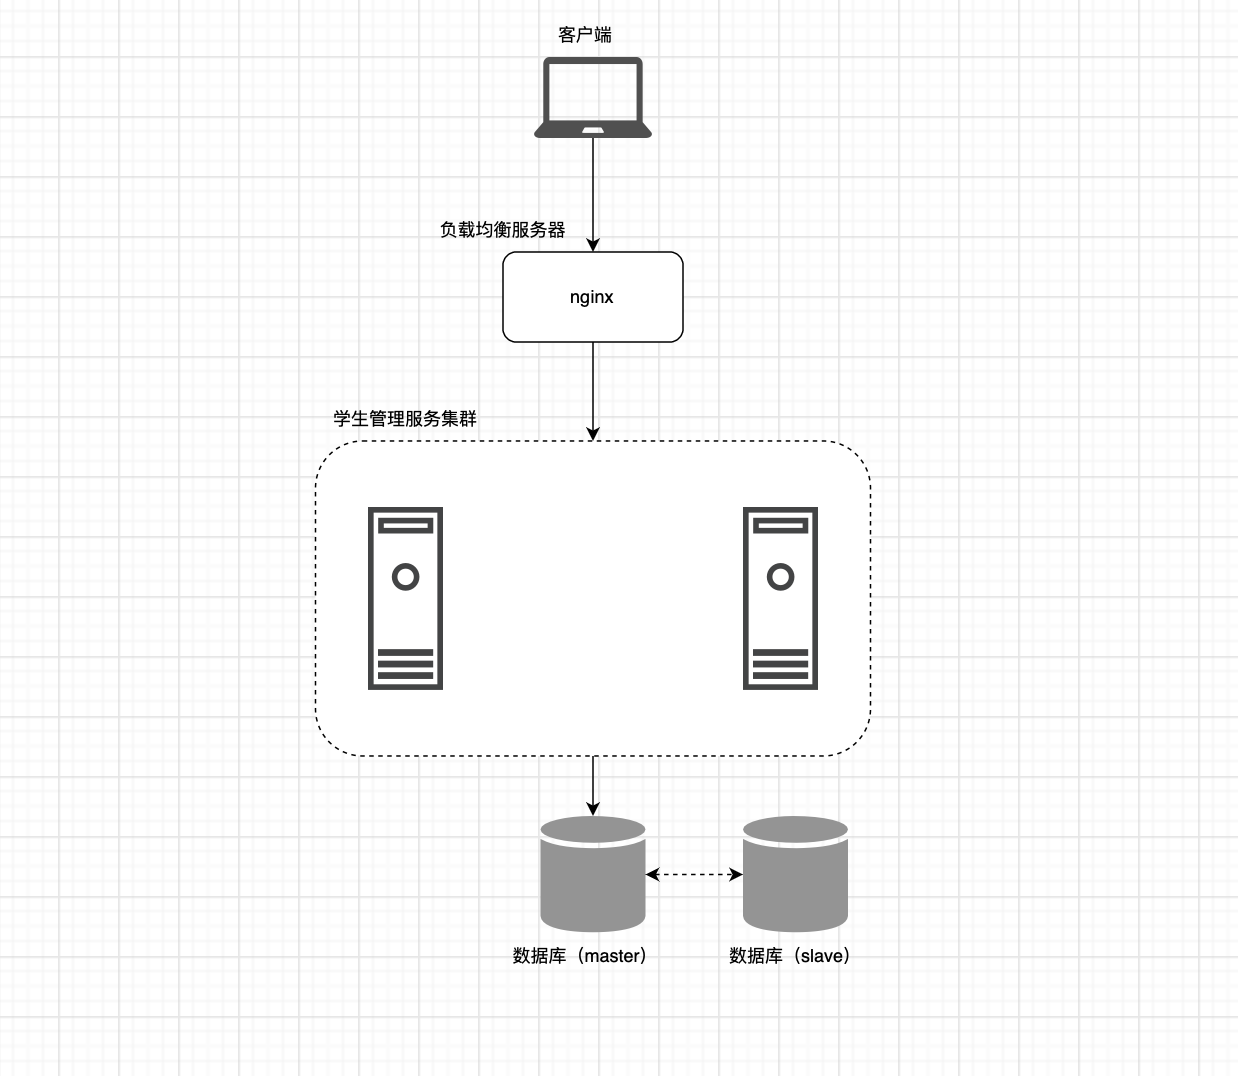 客户端
负载均衡服务器
nginx
学生管理服务集群
数据库（master）
数据库（slave）